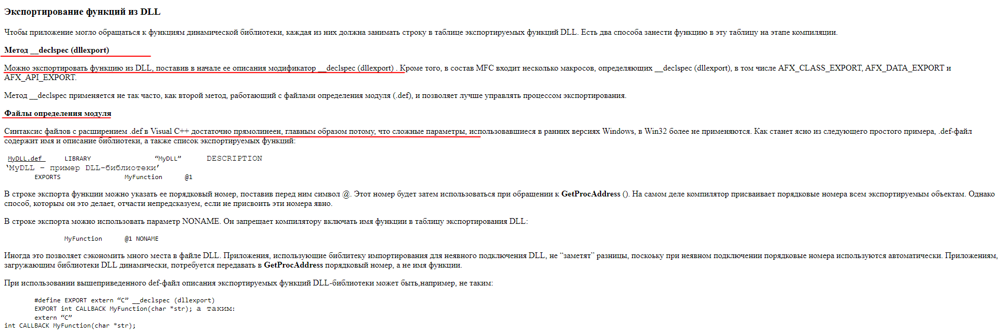 Экспортирование функций из DLL
Чтобы приложение могло обращаться к функциям динамической библиотеки, каждая из них должна занимать строку в таблице экспортируемых функций DLL. Есть два способа занести функцию в эту таблицу на этапе компиляции.
Метод __declspec (dllexport)
Можно экспортировать функцию из DLL, поставив в начале ее описания модификатор __declspec (dllexport) . Кроме того, в состав MFC входит несколько макросов, определяющих __declspec (dllexport), в том числе AFX_CLASS_EXPORT, AFX_DATA_EXPORT и
AFX_API_EXPORT.
Метод __declspec применяется не так часто, как второй метод, работающий с файлами определения модуля (.def), и позволяет лучше управлять процессом экспортирования.
Файлы определения модуля
Синтаксис файлов с расширением .def в Visual C++ достаточно прямолинеен, главным образом потому, что сложные параметры, использовавшиеся в ранних версиях Windows, в Win32 более не применяются. Как станет ясно из следующего простого примера, .def-файл
содержит имя и описание библиотеки, а также список экспортируемых функций:
MyDLL.def LIBRARY “MyDLL” DESCRIPTION
‘MyDLL – пример DLL-библиотеки’
EXPORTS MyFunction @1
В строке экспорта функции можно указать ее порядковый номер, поставив перед ним символ @. Этот номер будет затем использоваться при обращении к GetProcAddress (). На самом деле компилятор присваивает порядковые номера всем экспортируемым объектам. Однако
способ, которым он это делает, отчасти непредсказуем, если не присвоить эти номера явно.
В строке экспорта можно использовать параметр NONAME. Он запрещает компилятору включать имя функции в таблицу экспортирования DLL:
MyFunction @1 NONAME
Иногда это позволяет сэкономить много места в файле DLL. Приложения, использующие библитеку импортирования для неявного подключения DLL, не “заметят” разницы, поскоьку при неявном подключении порядковые номера используются автоматически. Приложениям,
загружающим библиотеки DLL динамически, потребуется передавать в GetProcAddress порядковый номер, а не имя функции.
При использовании вышеприведенного def-файл описания экспортируемых функций DLL-библиотеки может быть,например, не таким:
#define EXPORT extern “C” __declspec (dllexport)
EXPORT int CALLBACK MyFunction(char *str); а таким:
extern “C”
int CALLBACK MyFunction(char *str);